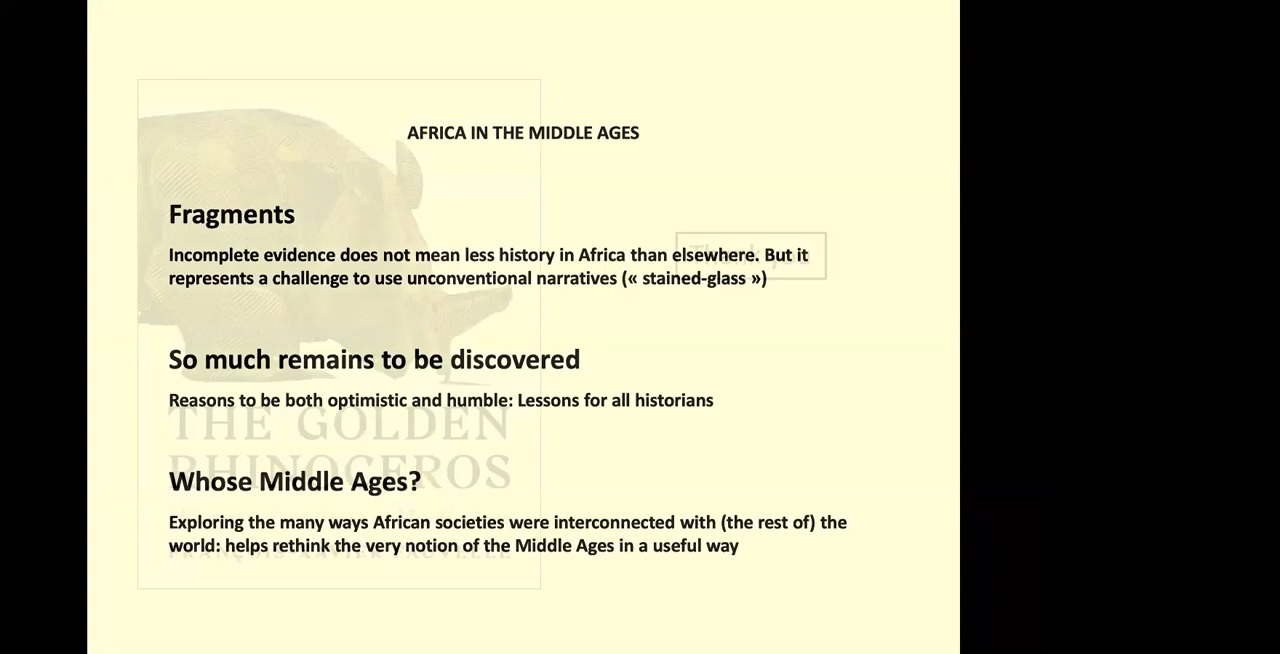 AFRICA IN THE MIDDLE AGES
Fragments
Incomplete evidence does not mean less history in Africa than elsewhere. But it
represents a challenge to use unconventional narratives (« stained-glass »)
Thank you
So much remains to be discovered
Reasons to be both optimistic and humble: Lessons for all historians
THE GOLDEN
RHINOCEROS
Whose Middle Ages?
Exploring the many ways African societies were interconnected with (the rest of) the
world: helps rethink the very notion of the Middle Ages in a useful way